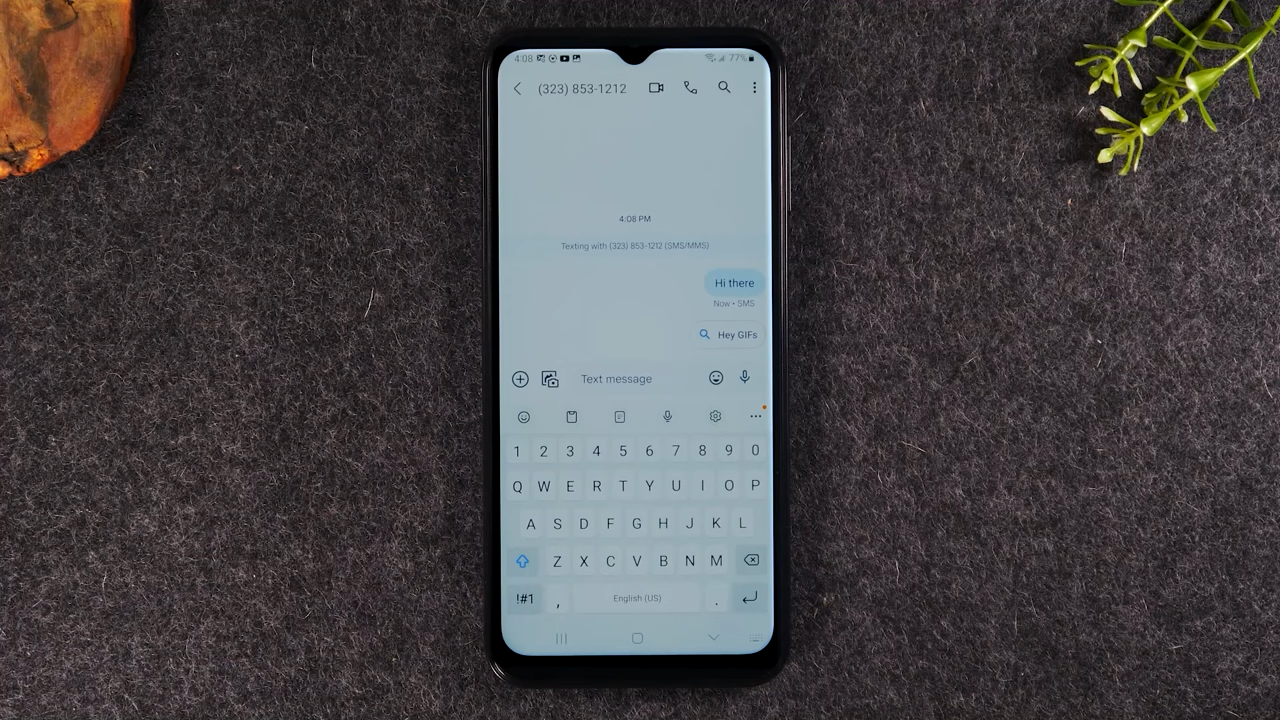 4:08 77%
(323) 853-1212
4:08 PM
Texting with (323) 853-1212 (SMS/MMS)
Hi there
Now • SMS
Hey GIFs
Text message
1 2 3 4 5 6 7 8 9 0
Q W E R T Y U I O P
A S D F G H J K L
Z X C V B N M
!#1 , English (US) .